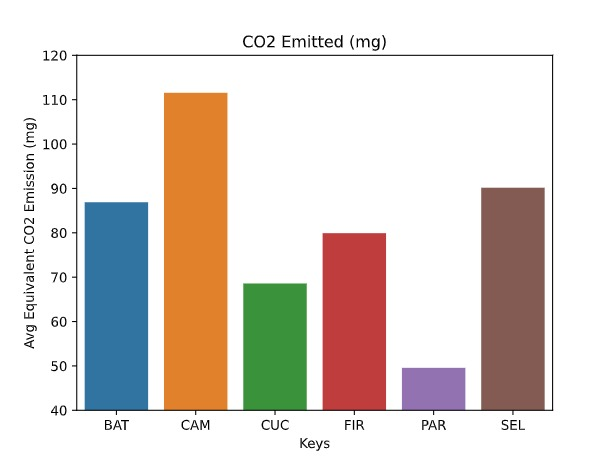 CO2 Emitted (mg)
Avg Equivalent CO2 Emission (mg)
120
110
100
90
80
70
60
50
40
BAT CAM CUC FIR PAR SEL
Keys